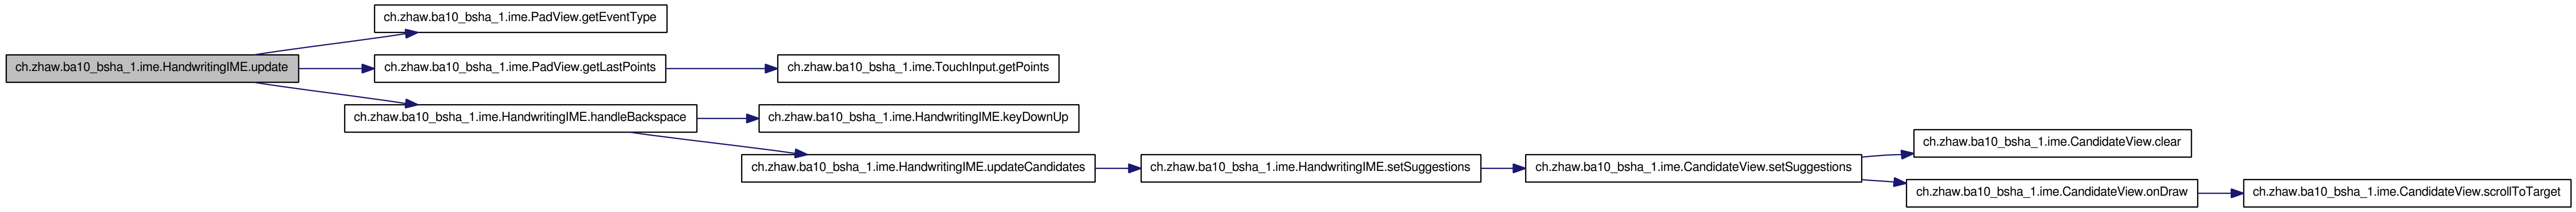 ch.zhaw.ba10_bsha_1.ime.PadView.getEventType
ch.zhaw.ba10_bsha_1.ime.HandwritingIME.update
ch.zhaw.ba10_bsha_1.ime.PadView.getLastPoints
ch.zhaw.ba10_bsha_1.ime.TouchInput.getPoints
ch.zhaw.ba10_bsha_1.ime.HandwritingIME.handleBackspace
ch.zhaw.ba10_bsha_1.ime.HandwritingIME.keyDownUp
ch.zhaw.ba10_bsha_1.ime.HandwritingIME.updateCandidates
ch.zhaw.ba10_bsha_1.ime.HandwritingIME.setSuggestions
ch.zhaw.ba10_bsha_1.ime.CandidateView.setSuggestions
ch.zhaw.ba10_bsha_1.ime.CandidateView.clear
ch.zhaw.ba10_bsha_1.ime.CandidateView.onDraw
ch.zhaw.ba10_bsha_1.ime.CandidateView.scrollToTarget